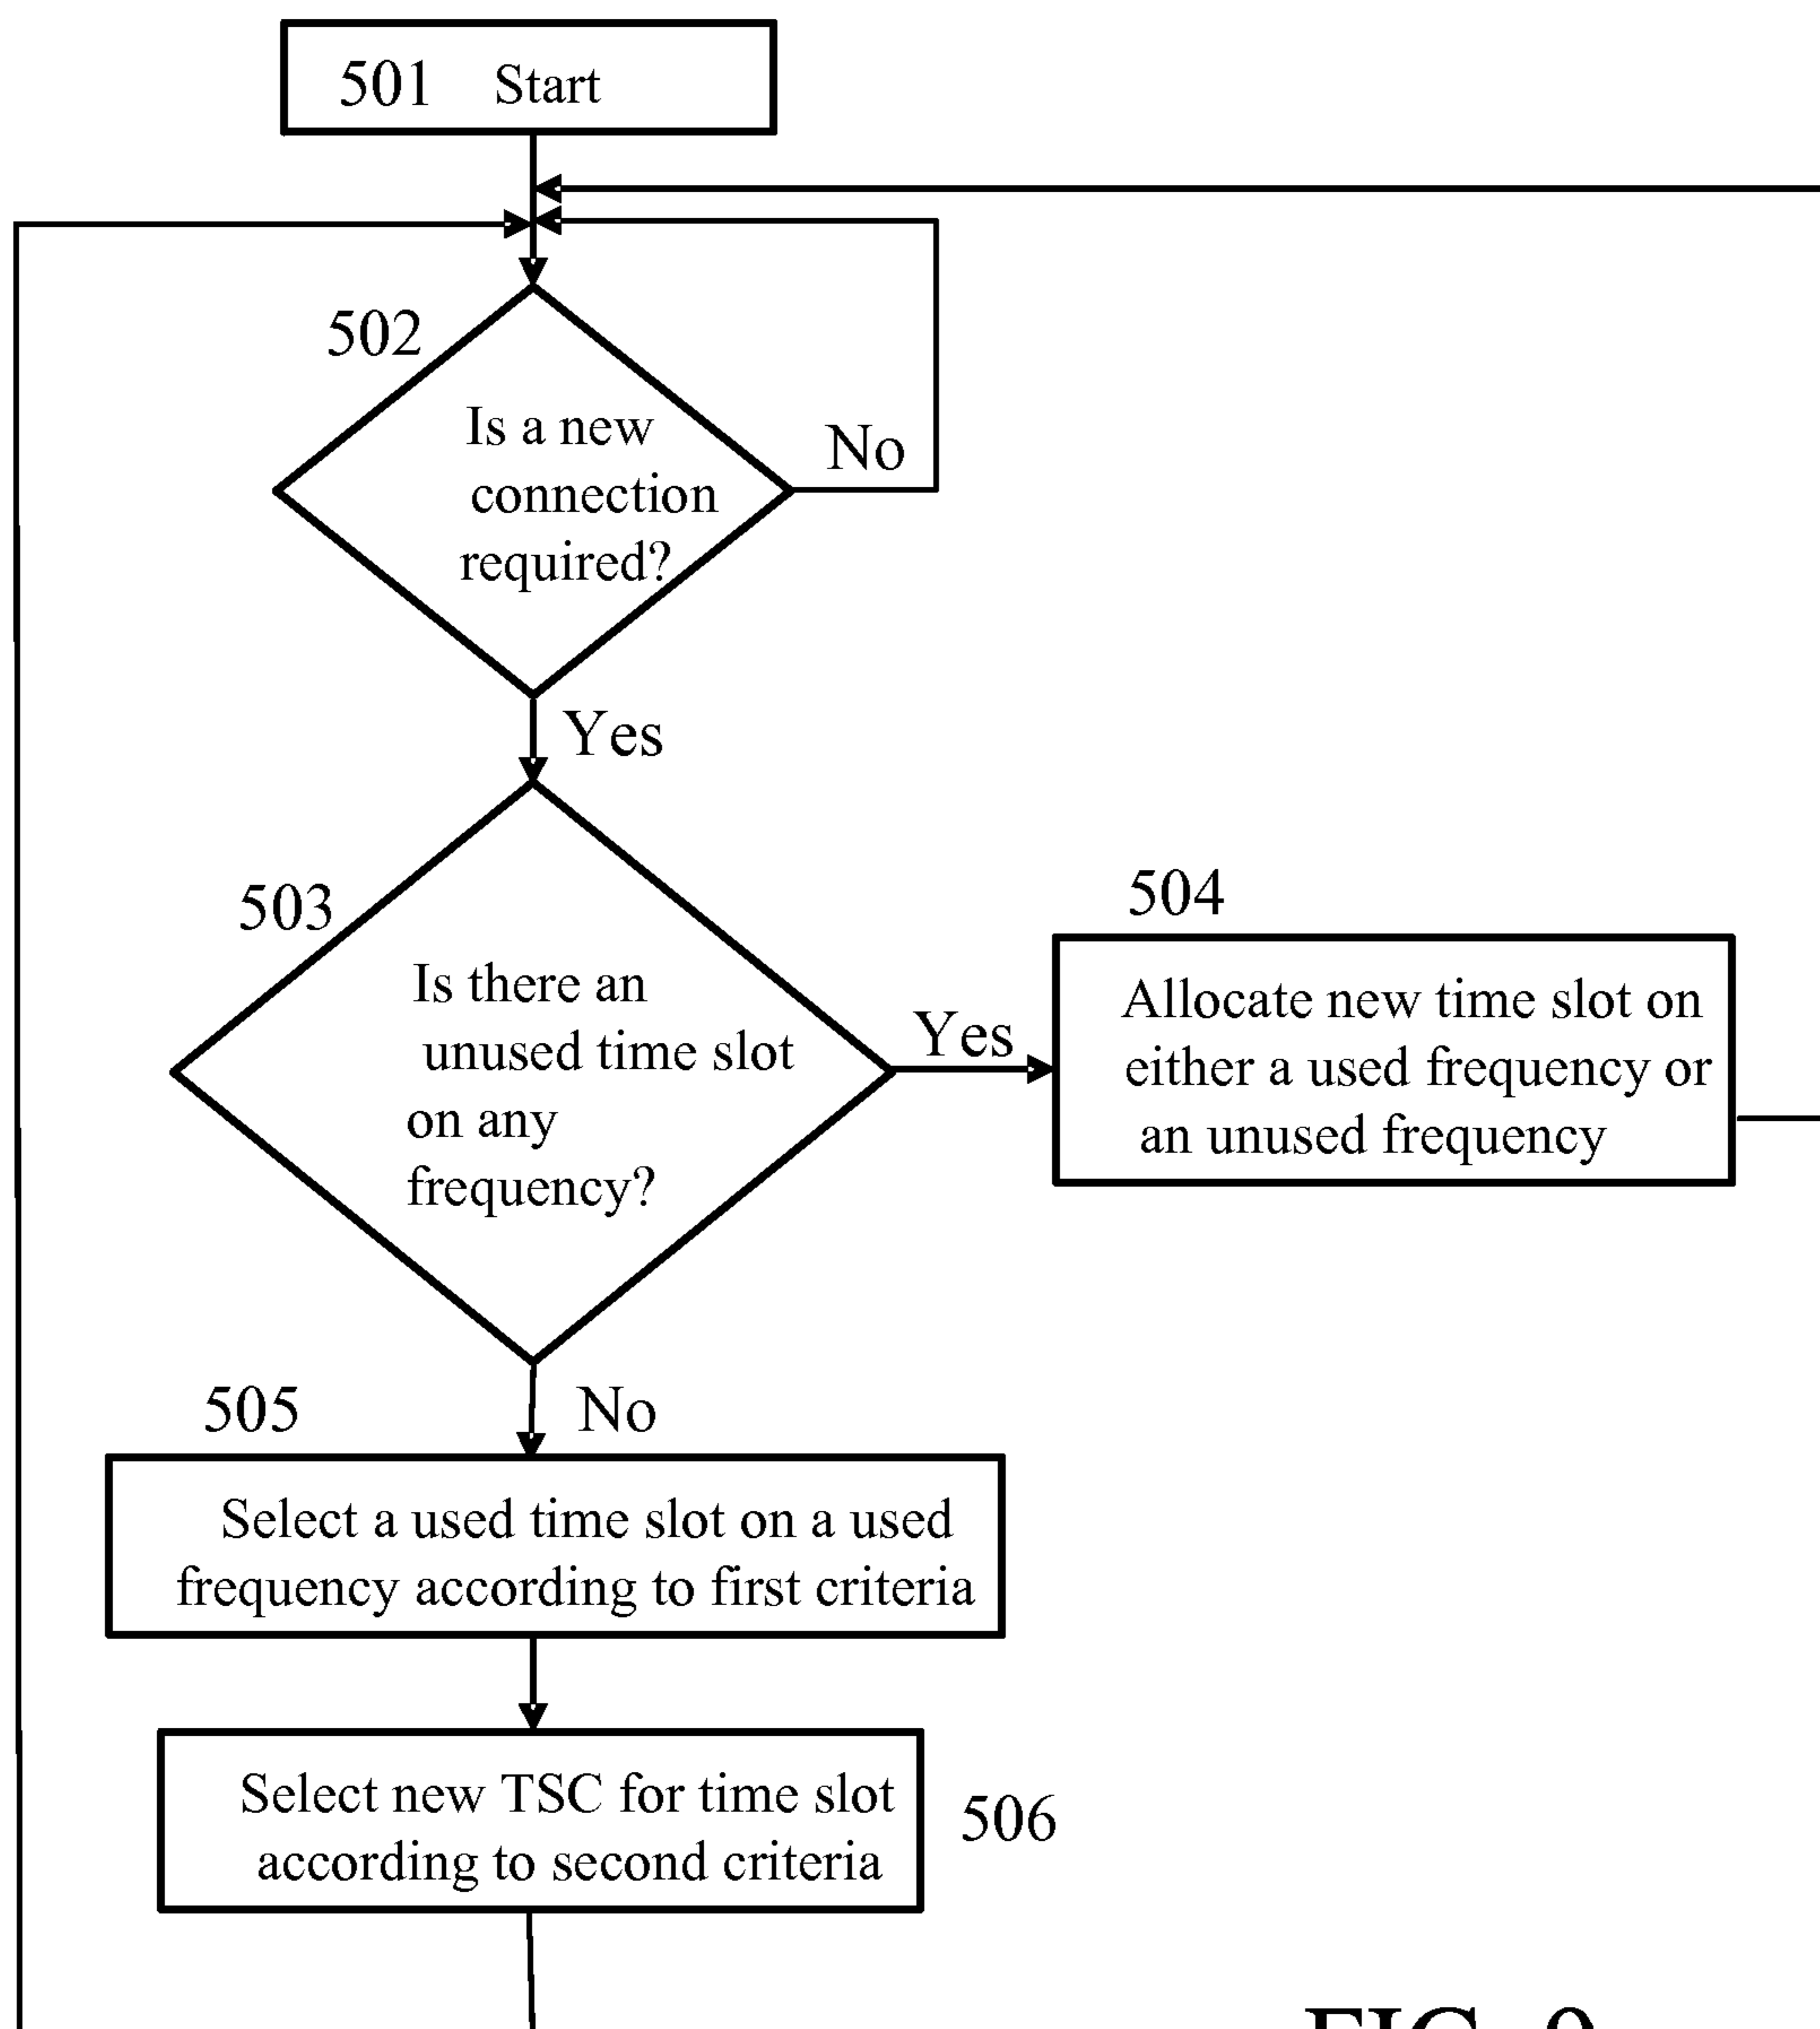 501 Start
502
Is a new
connection
required?
No
Yes
503
Is there an
unused time slot
on any
frequency?
Yes
504
Allocate new time slot on
either a used frequency or
an unused frequency
No
505
Select a used time slot on a used
frequency according to first criteria
Select new TSC for time slot
according to second criteria
506
FIG.